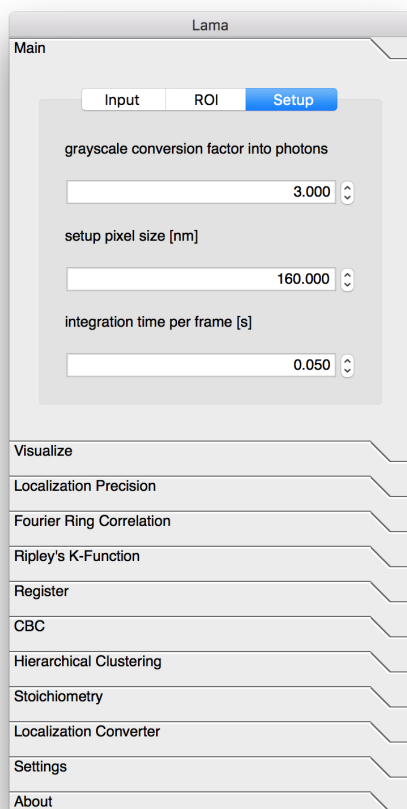 Lama
Main
Input ROI Setup
grayscale conversion factor into photons
3.000
setup pixel size [nm]
160.000
integration time per frame [s]
0.050
Visualize
Localization Precision
Fourier Ring Correlation
Ripley's K-Function
Register
CBC
Hierarchical Clustering
Stoichiometry
Localization Converter
Settings
About